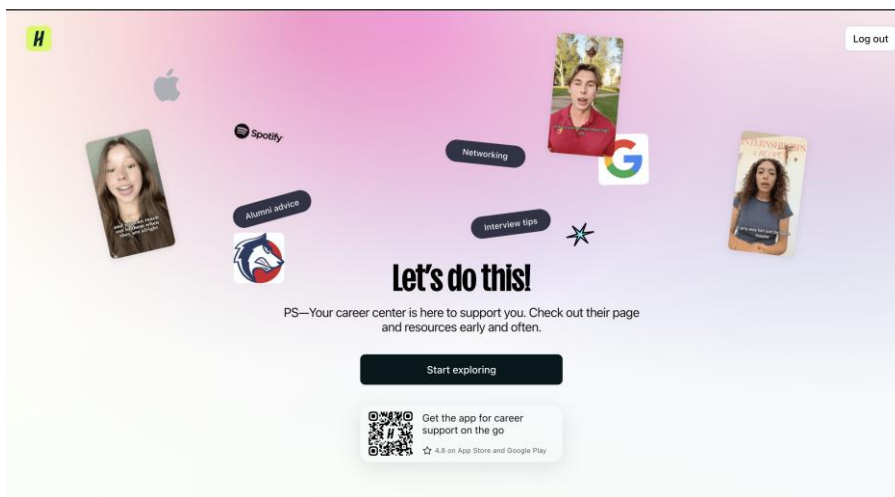 H
Log out
Spotify
Networking
Alumni advice
Interview tips
Let's do this!
PS—Your career center is here to support you. Check out their page
and resources early and often.
Start exploring
H
Get the app for career
support on the go
4.8 on App Store and Google Play